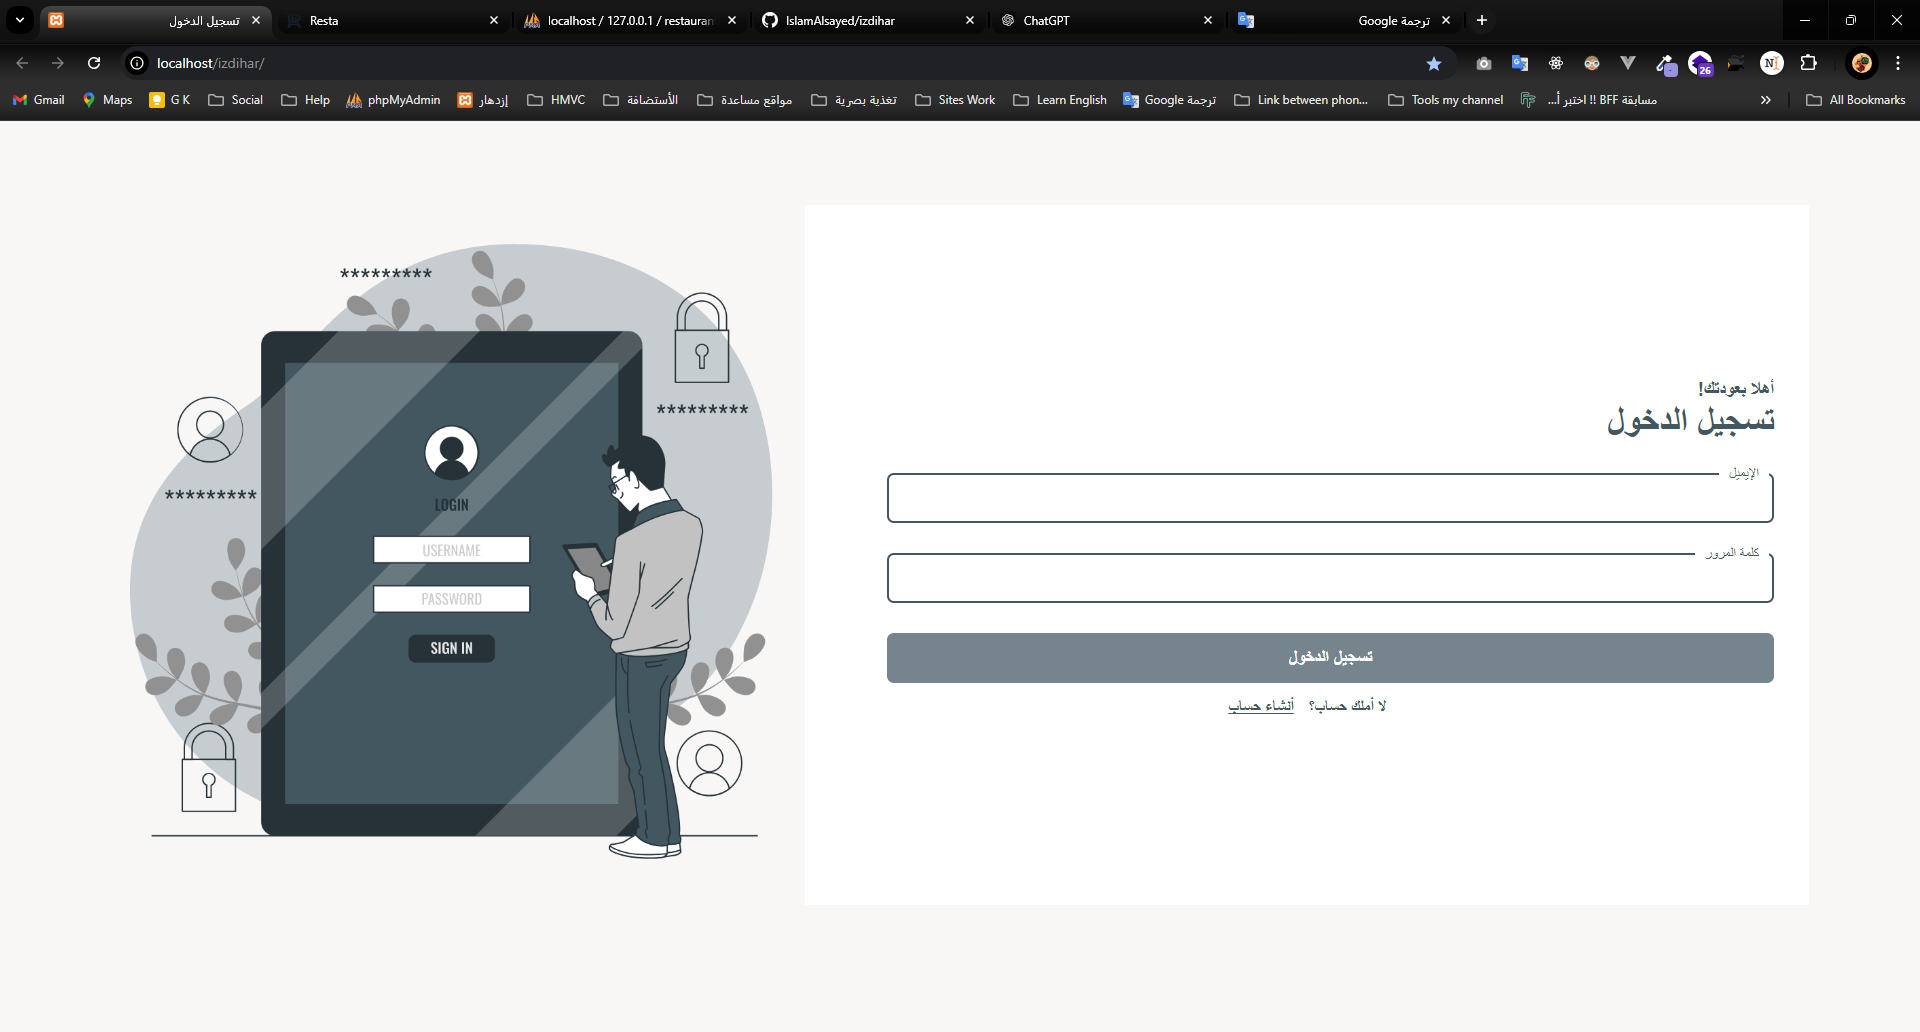 تسجيل الدخول
Resta
localhost / 127.0.0.1 / restauran
IslamAlsayed/izdihar
ChatGPT
ترجمة Google
localhost/izdihar/
26
Gmail
Maps
G K
Social
Help
phpMyAdmin
إزدهار
HMVC
الأستضافة
مواقع مساعدة
تغذية بصرية
Sites Work
Learn English
ترجمة Google
Link between phon...
Tools my channel
مسابقة BFF !! اختبر أ...
All Bookmarks
*********
*********
*********
LOGIN
USERNAME
PASSWORD
SIGN IN
أهلا بعودتك!
تسجيل الدخول
الإيميل
كلمة المرور
تسجيل الدخول
لا أملك حساب؟ أنشاء حساب